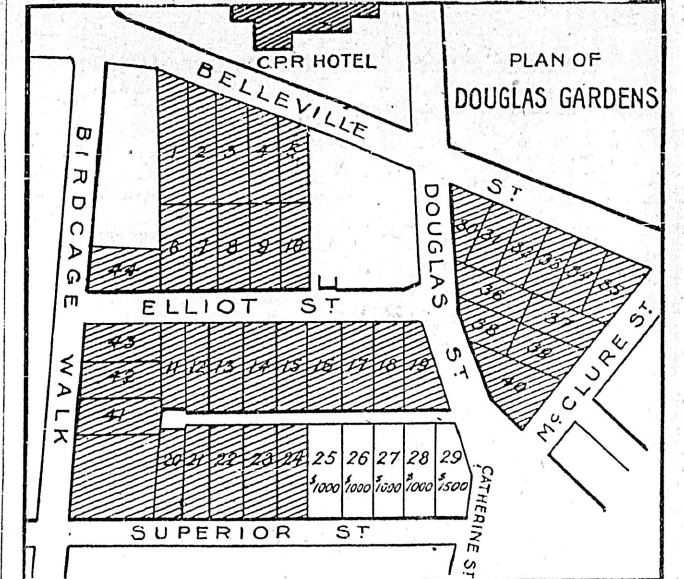 C.P.R HOTEL
PLAN OF
DOUGLAS GARDENS
BELLEVILLE ST.
BIRDCAGE WALK
DOUGLAS ST
1 2 3 4 5
6 7 8 9 10
44
30 31 32 33 34 35
36 37
38 39
40
ELLIOT ST
McCLURE ST.
43
42
41
11 12 13 14 15 16 17 18 19
20 21 22 23 24 25 26 27 28 29
$1000 $1000 $1000 $1000 $1500
CATHERINE ST
SUPERIOR ST